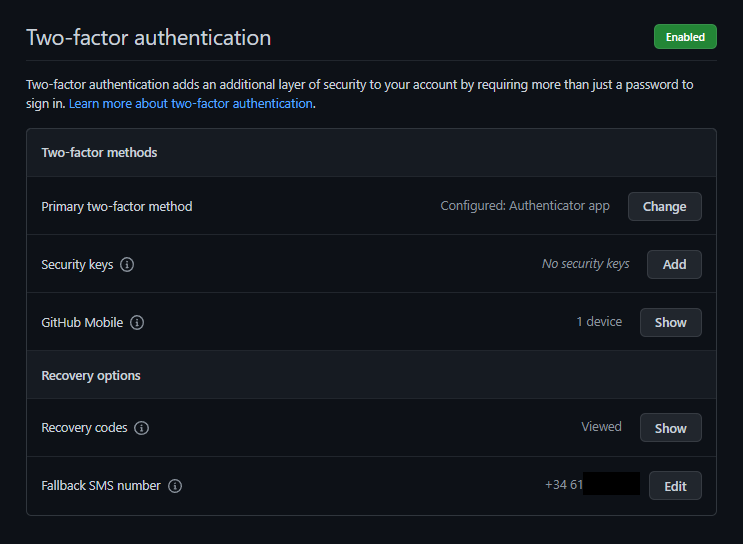 Two-factor authentication
Enabled
Two-factor authentication adds an additional layer of security to your account by requiring more than just a password to
sign in. Learn more about two-factor authentication.
Two-factor methods
Primary two-factor method
Configured: Authenticator app
Change
Security keys
No security keys
Add
GitHub Mobile
1 device
Show
Recovery options
Recovery codes
Viewed
Show
Fallback SMS number
+34 61
Edit